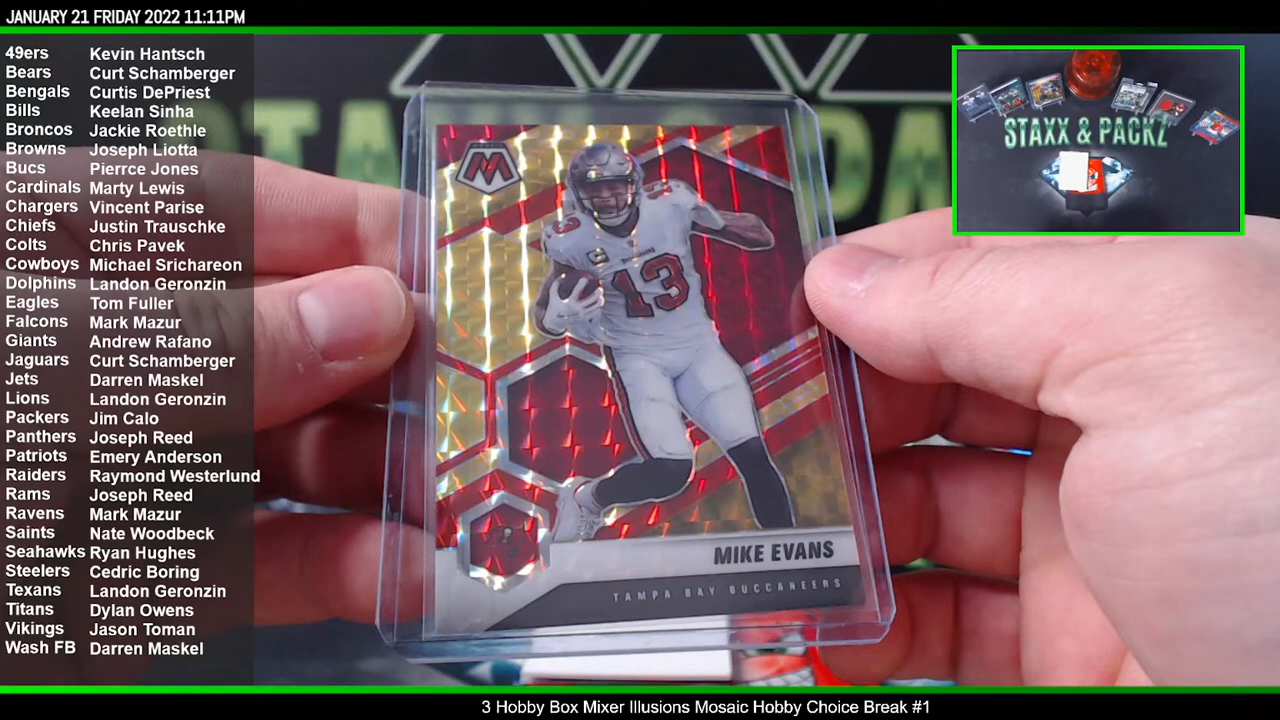 JANUARY 21 FRIDAY 2022 11:11PM
49ers Kevin Hantsch
Bears Curt Schamberger
Bengals Curtis DePriest
Bills Keelan Sinha
Broncos Jackie Roethle
Browns Joseph Liotta
Bucs Pierrce Jones
Cardinals Marty Lewis
Chargers Vincent Parise
Chiefs Justin Trauschke
Colts Chris Pavek
Cowboys Michael Srichareon
Dolphins Landon Geronzin
Eagles Tom Fuller
Falcons Mark Mazur
Giants Andrew Rafano
Jaguars Curt Schamberger
Jets Darren Maskel
Lions Landon Geronzin
Packers Jim Calo
Panthers Joseph Reed
Patriots Emery Anderson
Raiders Raymond Westerlund
Rams Joseph Reed
Ravens Mark Mazur
Saints Nate Woodbeck
Seahawks Ryan Hughes
Steelers Cedric Boring
Texans Landon Geronzin
Titans Dylan Owens
Vikings Jason Toman
Wash FB Darren Maskel
STAXX & PACKZ
M
13
MIKE EVANS
TAMPA BAY BUCCANEERS
3 Hobby Box Mixer Illusions Mosaic Hobby Choice Break #1